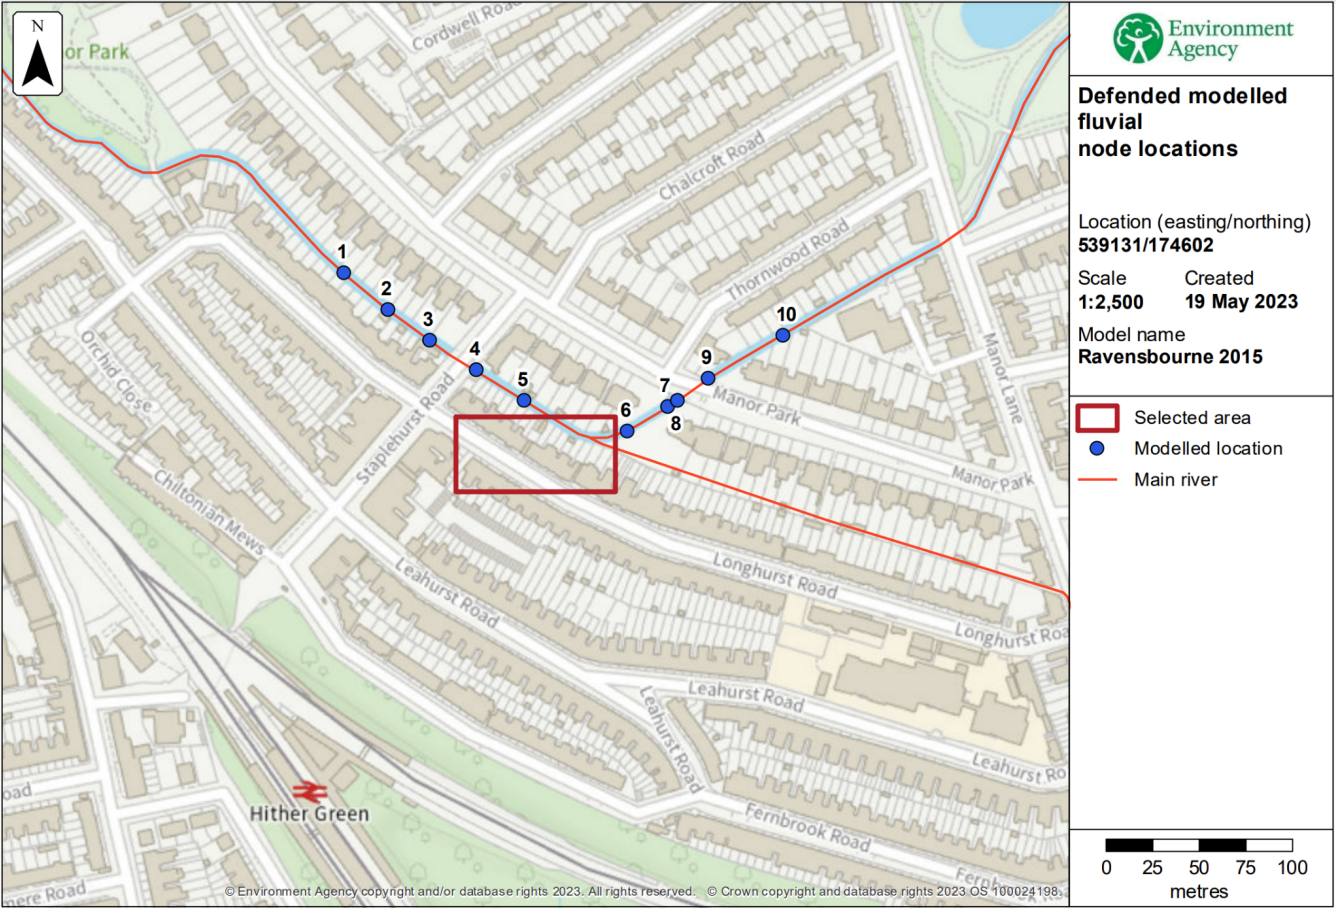 N
or Park
Cordwell Road
Chalcroft Road
Thornwood Road
1
2
3
4
5
6
7
8
9
10
Orchid Close
Staplehurst Road
Manor Park
Manor Lane
Manor Park
Chiltonian Mews
Longhurst Road
Leahurst Road
Longhurst Roa
Leahurst Road
Leahurst Road
Leahurst Ro
oad
Hither Green
Fernbrook Road
Fernb
mere Road
© Environment Agency copyright and/or database rights 2023. All rights reserved. © Crown copyright and database rights 2023 OS 100024198.
Environment
Agency
Defended modelled
fluvial
node locations
Location (easting/northing)
539131/174602
Scale Created
1:2,500 19 May 2023
Model name
Ravensbourne 2015
Selected area
Modelled location
Main river
0 25 50 75 100
metres